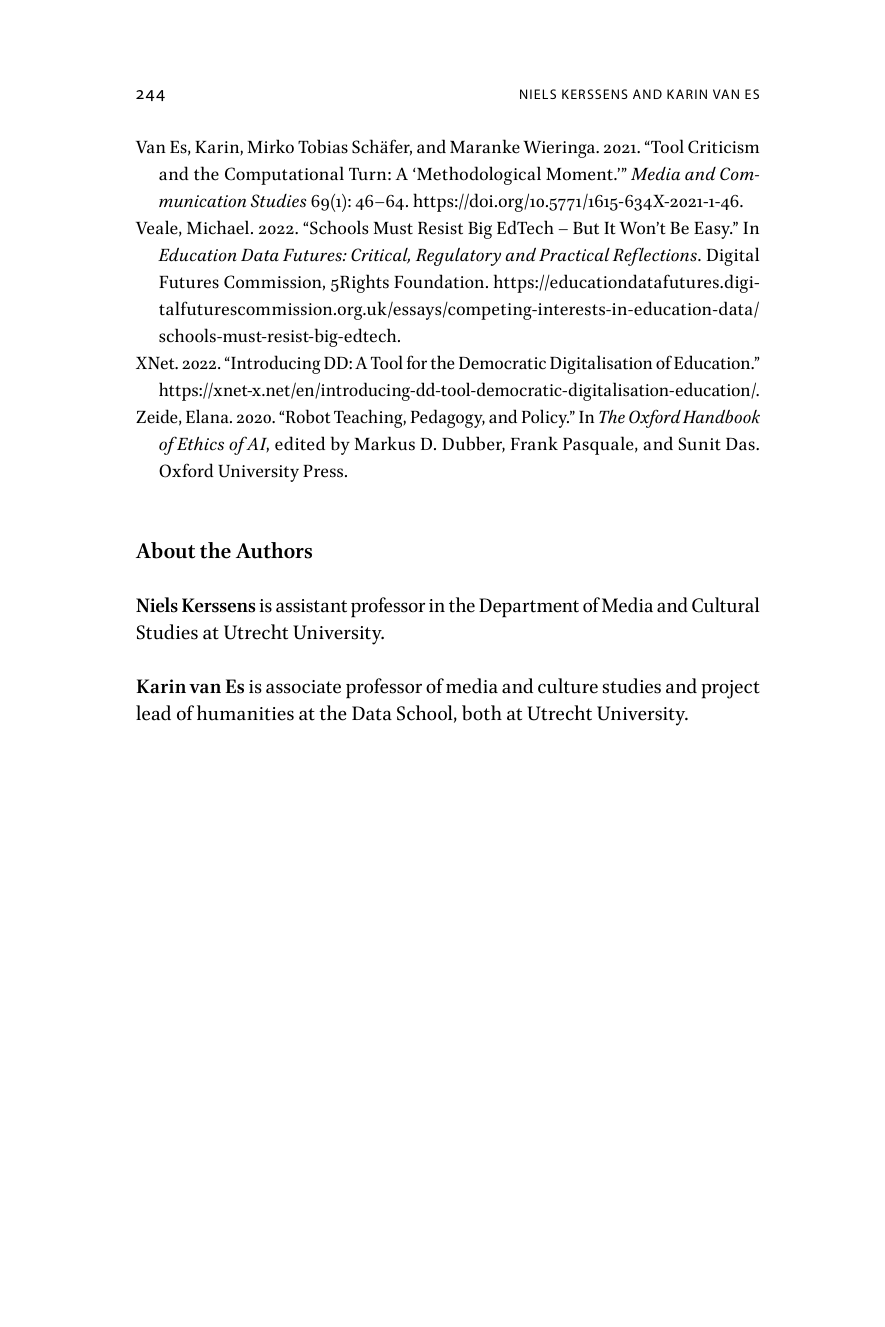 244
NIELS KERSSENS AND KARIN VAN ES
Van Es, Karin, Mirko Tobias Schäfer, and Maranke Wieringa. 2021. “Tool Criticism
and the Computational Turn: A ‘Methodological Moment.’” Media and Com-
munication Studies 69(1): 46–64. https://doi.org/10.5771/1615-634X-2021-1-46.
Veale, Michael. 2022. “Schools Must Resist Big EdTech – But It Won’t Be Easy.” In
Education Data Futures: Critical, Regulatory and Practical Reflections. Digital
Futures Commission, 5Rights Foundation. https://educationdatafutures.digi-
talfuturescommission.org.uk/essays/competing-interests-in-education-data/
schools-must-resist-big-edtech.
XNet. 2022. “Introducing DD: A Tool for the Democratic Digitalisation of Education.”
https://xnet-x.net/en/introducing-dd-tool-democratic-digitalisation-education/.
Zeide, Elana. 2020. “Robot Teaching, Pedagogy, and Policy.” In The Oxford Handbook
of Ethics of AI, edited by Markus D. Dubber, Frank Pasquale, and Sunit Das.
Oxford University Press.
About the Authors
Niels Kerssens is assistant professor in the Department of Media and Cultural
Studies at Utrecht University.
Karin van Es is associate professor of media and culture studies and project
lead of humanities at the Data School, both at Utrecht University.